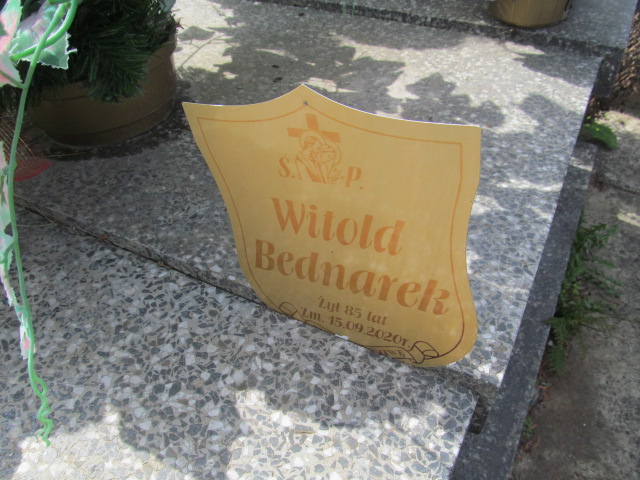 Ś. P.
Witold
Bednarek
Żył 85 lat
Zm. 15.09.2020r.